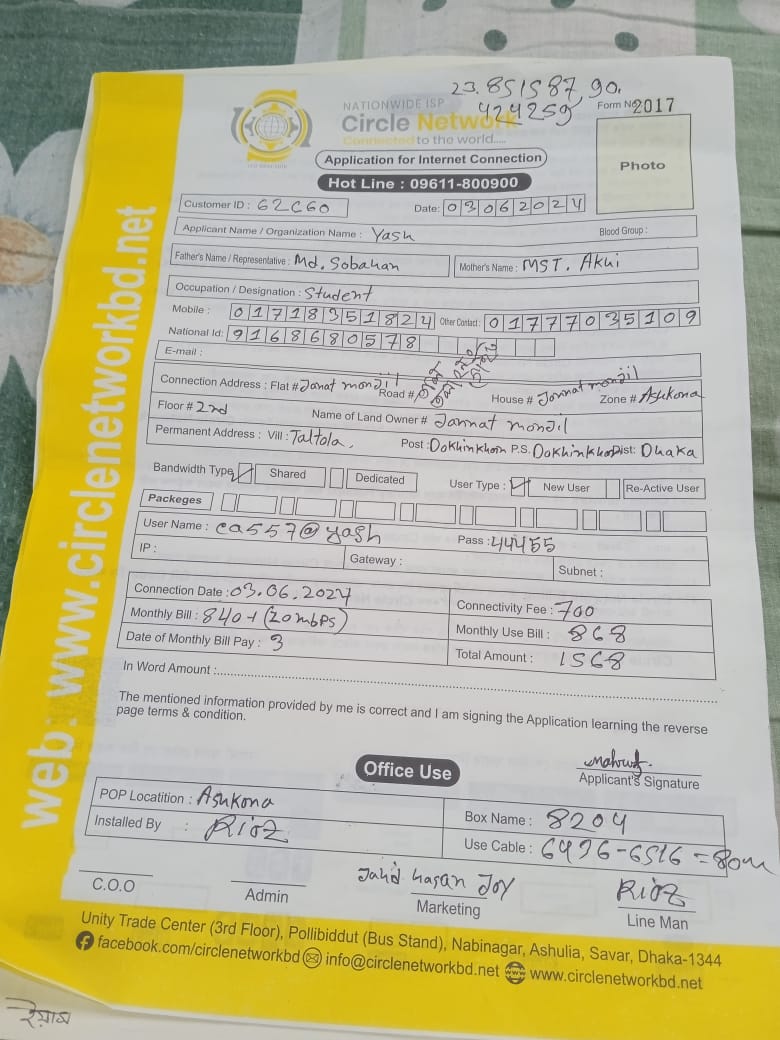 23.851587 90.
424259
NATIONWIDE ISP
Circle Network
Connected to the world.....
Form No 2017
Application for Internet Connection
Photo
Hot Line : 09611-800900
Customer ID : 62C60
Date: 03062024
Applicant Name / Organization Name : Yash
Blood Group :
Father's Name / Representative : Md. Sobahan
Mother's Name : MST. Akui
Occupation / Designation : Student
Mobile : 01718351824 Other Contact : 01777035109
National Id: 9168680578
E-mail :
Connection Address : Flat # Janat monjil Road # House # Jannat monjil Zone # Ashkona
Floor # 2nd Name of Land Owner # Jannat monjil
Permanent Address : Vill : Taltola, Post : Dokhinkhan P.S. Dokhinkhan Dist: Dhaka
Bandwidth Type Shared Dedicated User Type : New User Re-Active User
Packeges
User Name : ca557@yash Pass : 44455
IP : Gateway : Subnet :
Connection Date : 03.06.2024 Connectivity Fee : 700
Monthly Bill : 840+ (20mbps) Monthly Use Bill : 868
Date of Monthly Bill Pay : 3 Total Amount : 1568
In Word Amount :
The mentioned information provided by me is correct and I am signing the Application learning the reverse
page terms & condition.
Office Use
Applicant's Signature
POP Locatition : Ashkona Box Name : 8204
Installed By : Rioz Use Cable : 6496-6516 = 80m
Jahid hasan Joy Rioz
C.O.O Admin Marketing Line Man
Unity Trade Center (3rd Floor), Pollibiddut (Bus Stand), Nabinagar, Ashulia, Savar, Dhaka-1344
facebook.com/circlenetworkbd info@circlenetworkbd.net www.circlenetworkbd.net
web: www.circlenetworkbd.net
ইয়াস